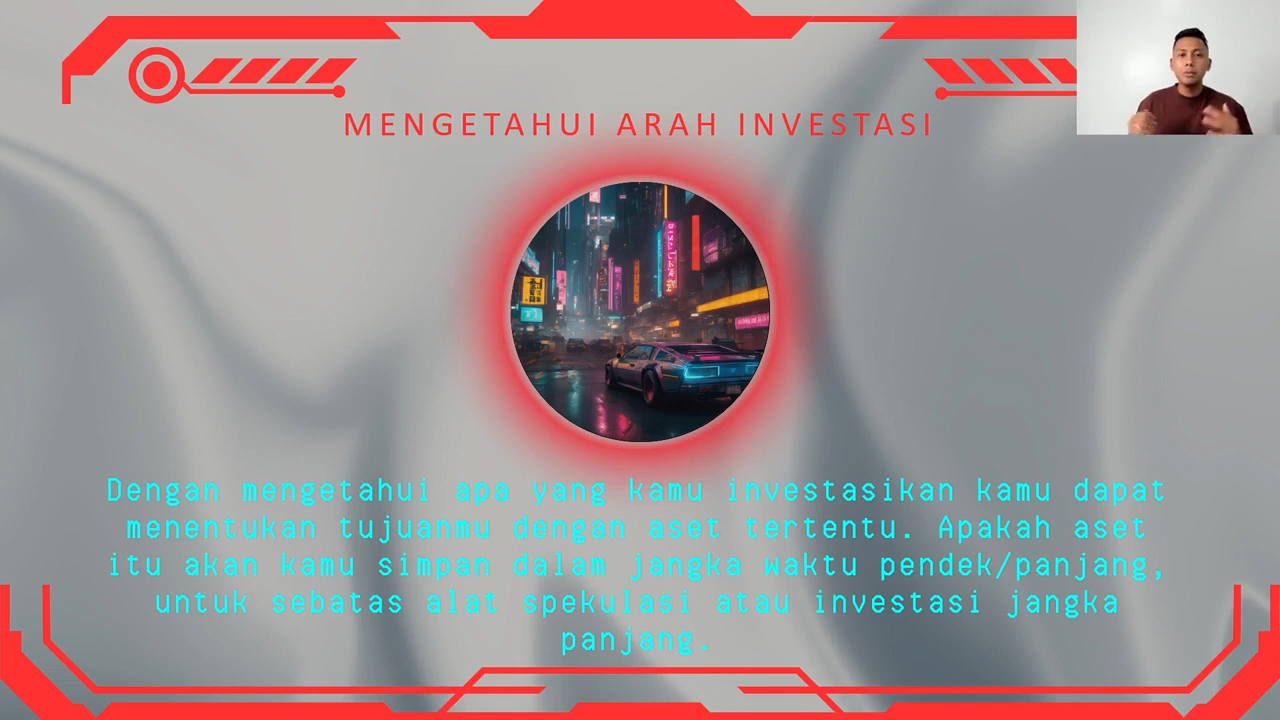 MENGETAHUI ARAH INVESTASI
Dengan mengetahui apa yang kamu investasikan kamu dapat
menentukan tujuanmu dengan aset tertentu. Apakah aset
itu akan kamu simpan dalam jangka waktu pendek/panjang,
untuk sebatas alat spekulasi atau investasi jangka
panjang.